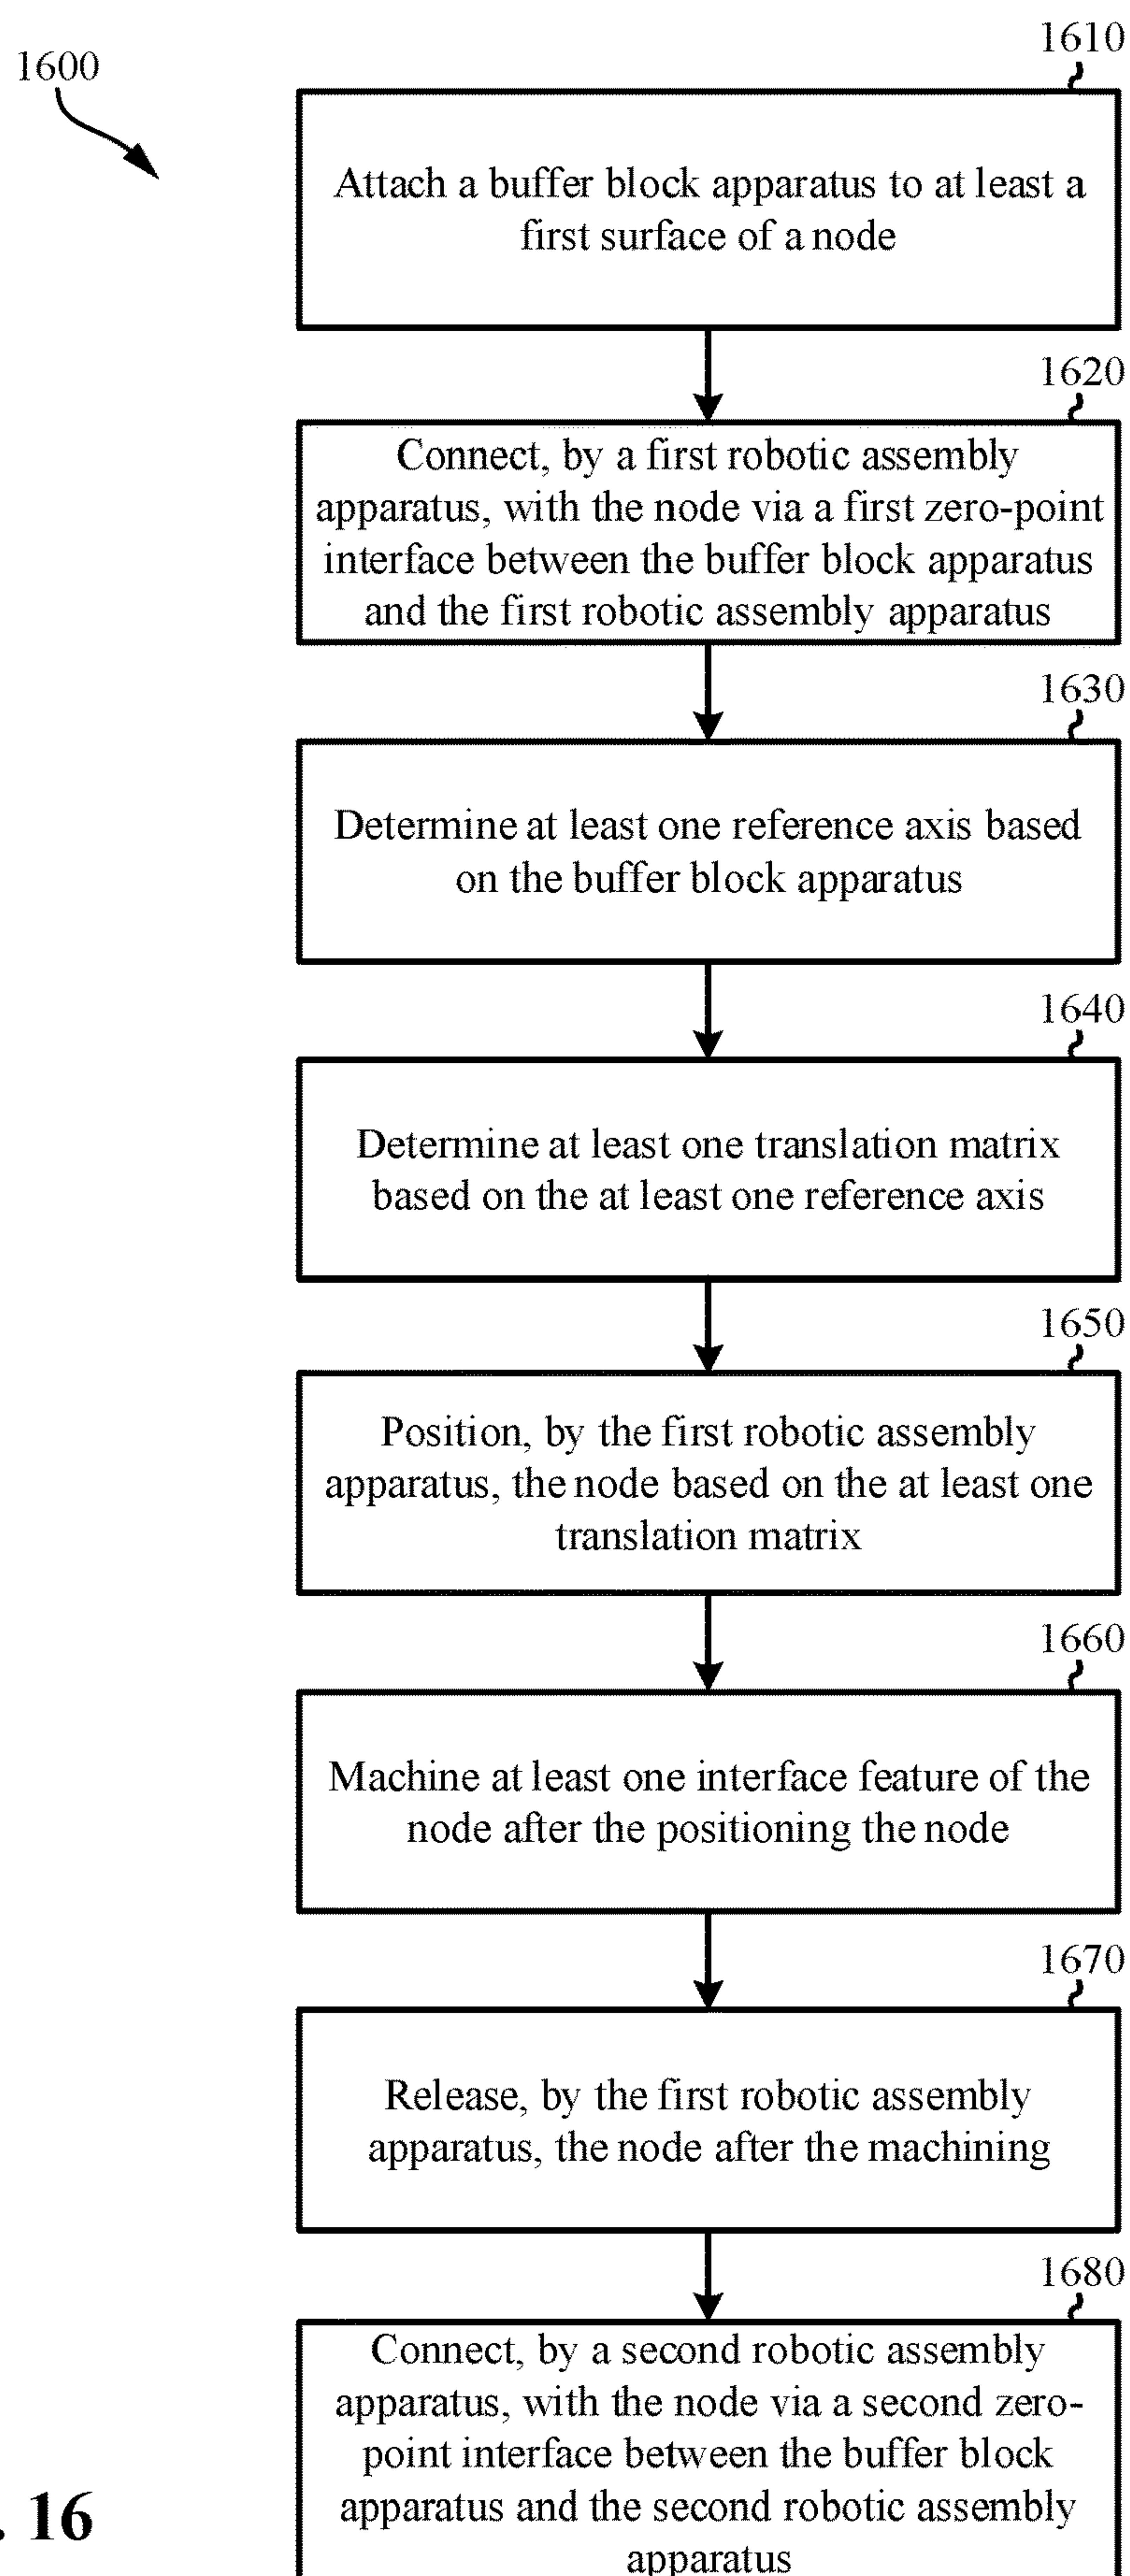 1600
1610
Attach a buffer block apparatus to at least a
first surface of a node
1620
Connect, by a first robotic assembly
apparatus, with the node via a first zero-point
interface between the buffer block apparatus
and the first robotic assembly apparatus
1630
Determine at least one reference axis based
on the buffer block apparatus
1640
Determine at least one translation matrix
based on the at least one reference axis
1650
Position, by the first robotic assembly
apparatus, the node based on the at least one
translation matrix
1660
Machine at least one interface feature of the
node after the positioning the node
1670
Release, by the first robotic assembly
apparatus, the node after the machining
1680
Connect, by a second robotic assembly
apparatus, with the node via a second zero-
point interface between the buffer block
apparatus and the second robotic assembly
apparatus
. 16